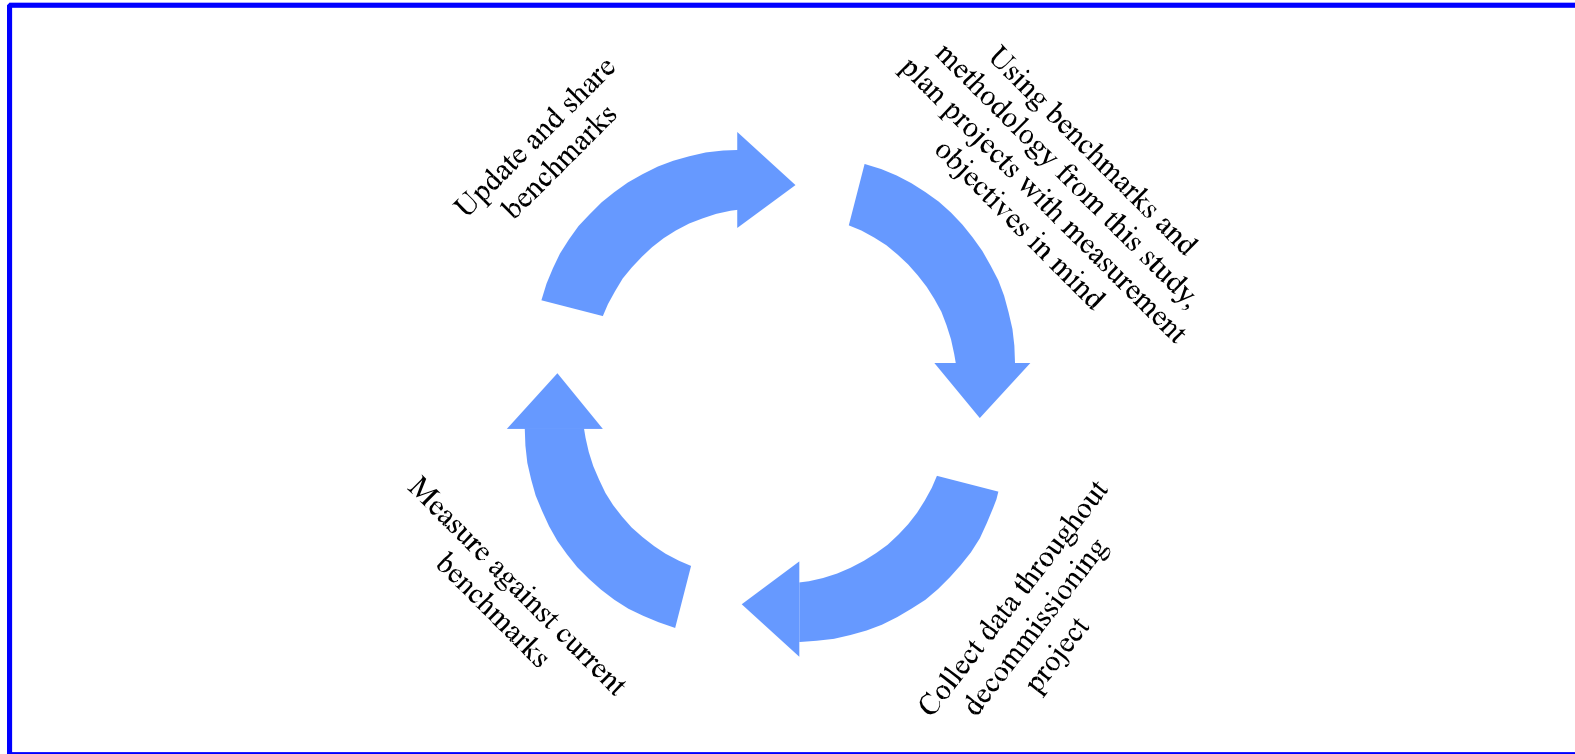 Update and share
benchmarks
Using benchmarks and
methodology from this study,
plan projects with measurement
objectives in mind
Measure against current
benchmarks
Collect data throughout
decommissioning
project